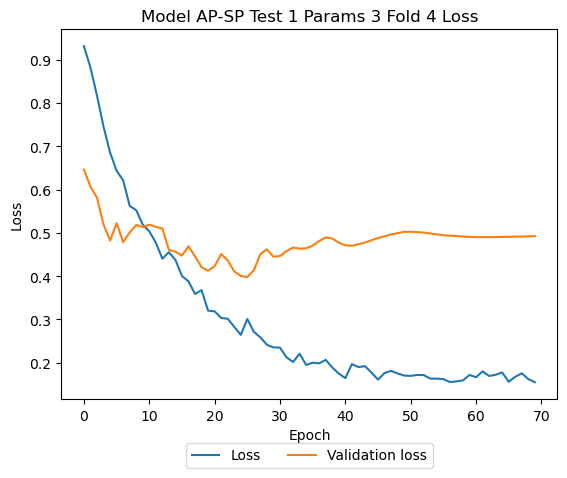 Model AP-SP Test 1 Params 3 Fold 4 Loss
Loss
0.9
0.8
0.7
0.6
0.5
0.4
0.3
0.2
0 10 20 30 40 50 60 70
Epoch
Loss Validation loss